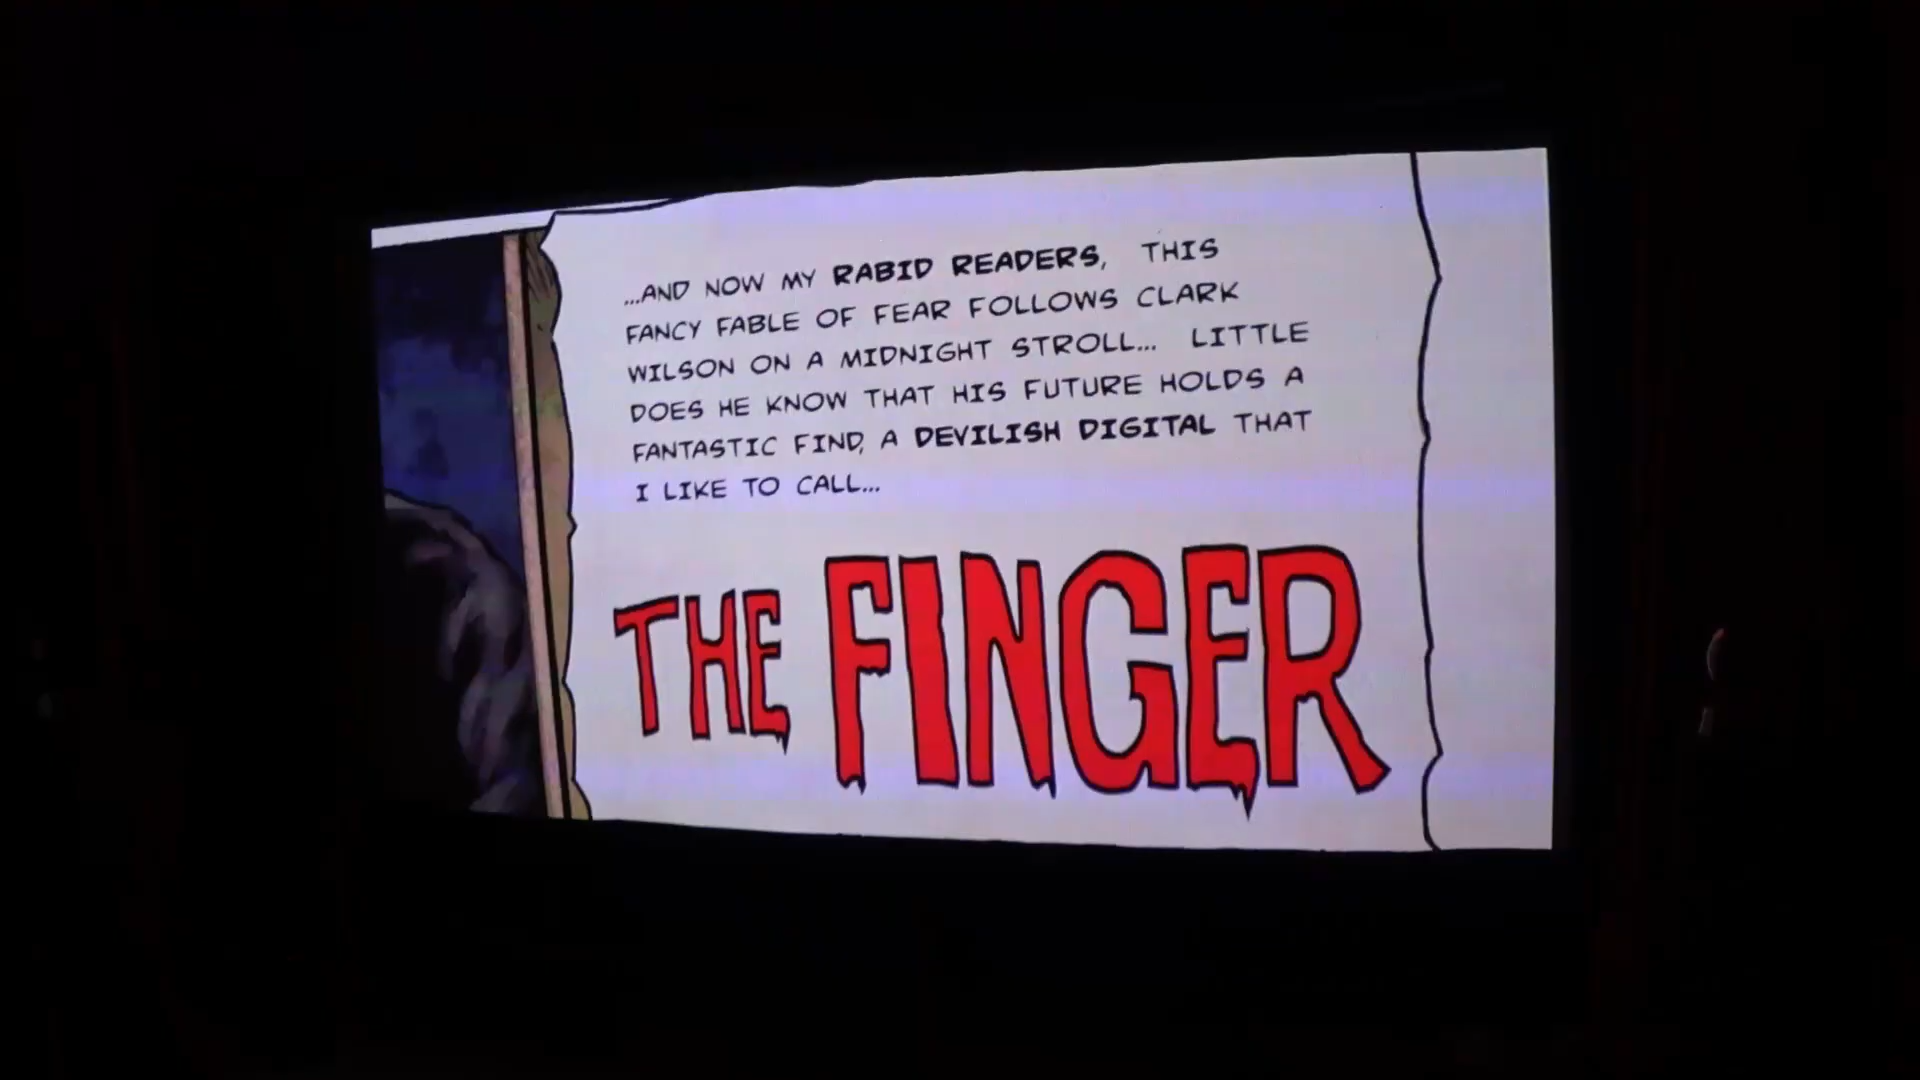 ...AND NOW MY RABID READERS, THIS
FANCY FABLE OF FEAR FOLLOWS CLARK
WILSON ON A MIDNIGHT STROLL... LITTLE
DOES HE KNOW THAT HIS FUTURE HOLDS A
FANTASTIC FIND, A DEVILISH DIGITAL THAT
I LIKE TO CALL...
THE FINGER